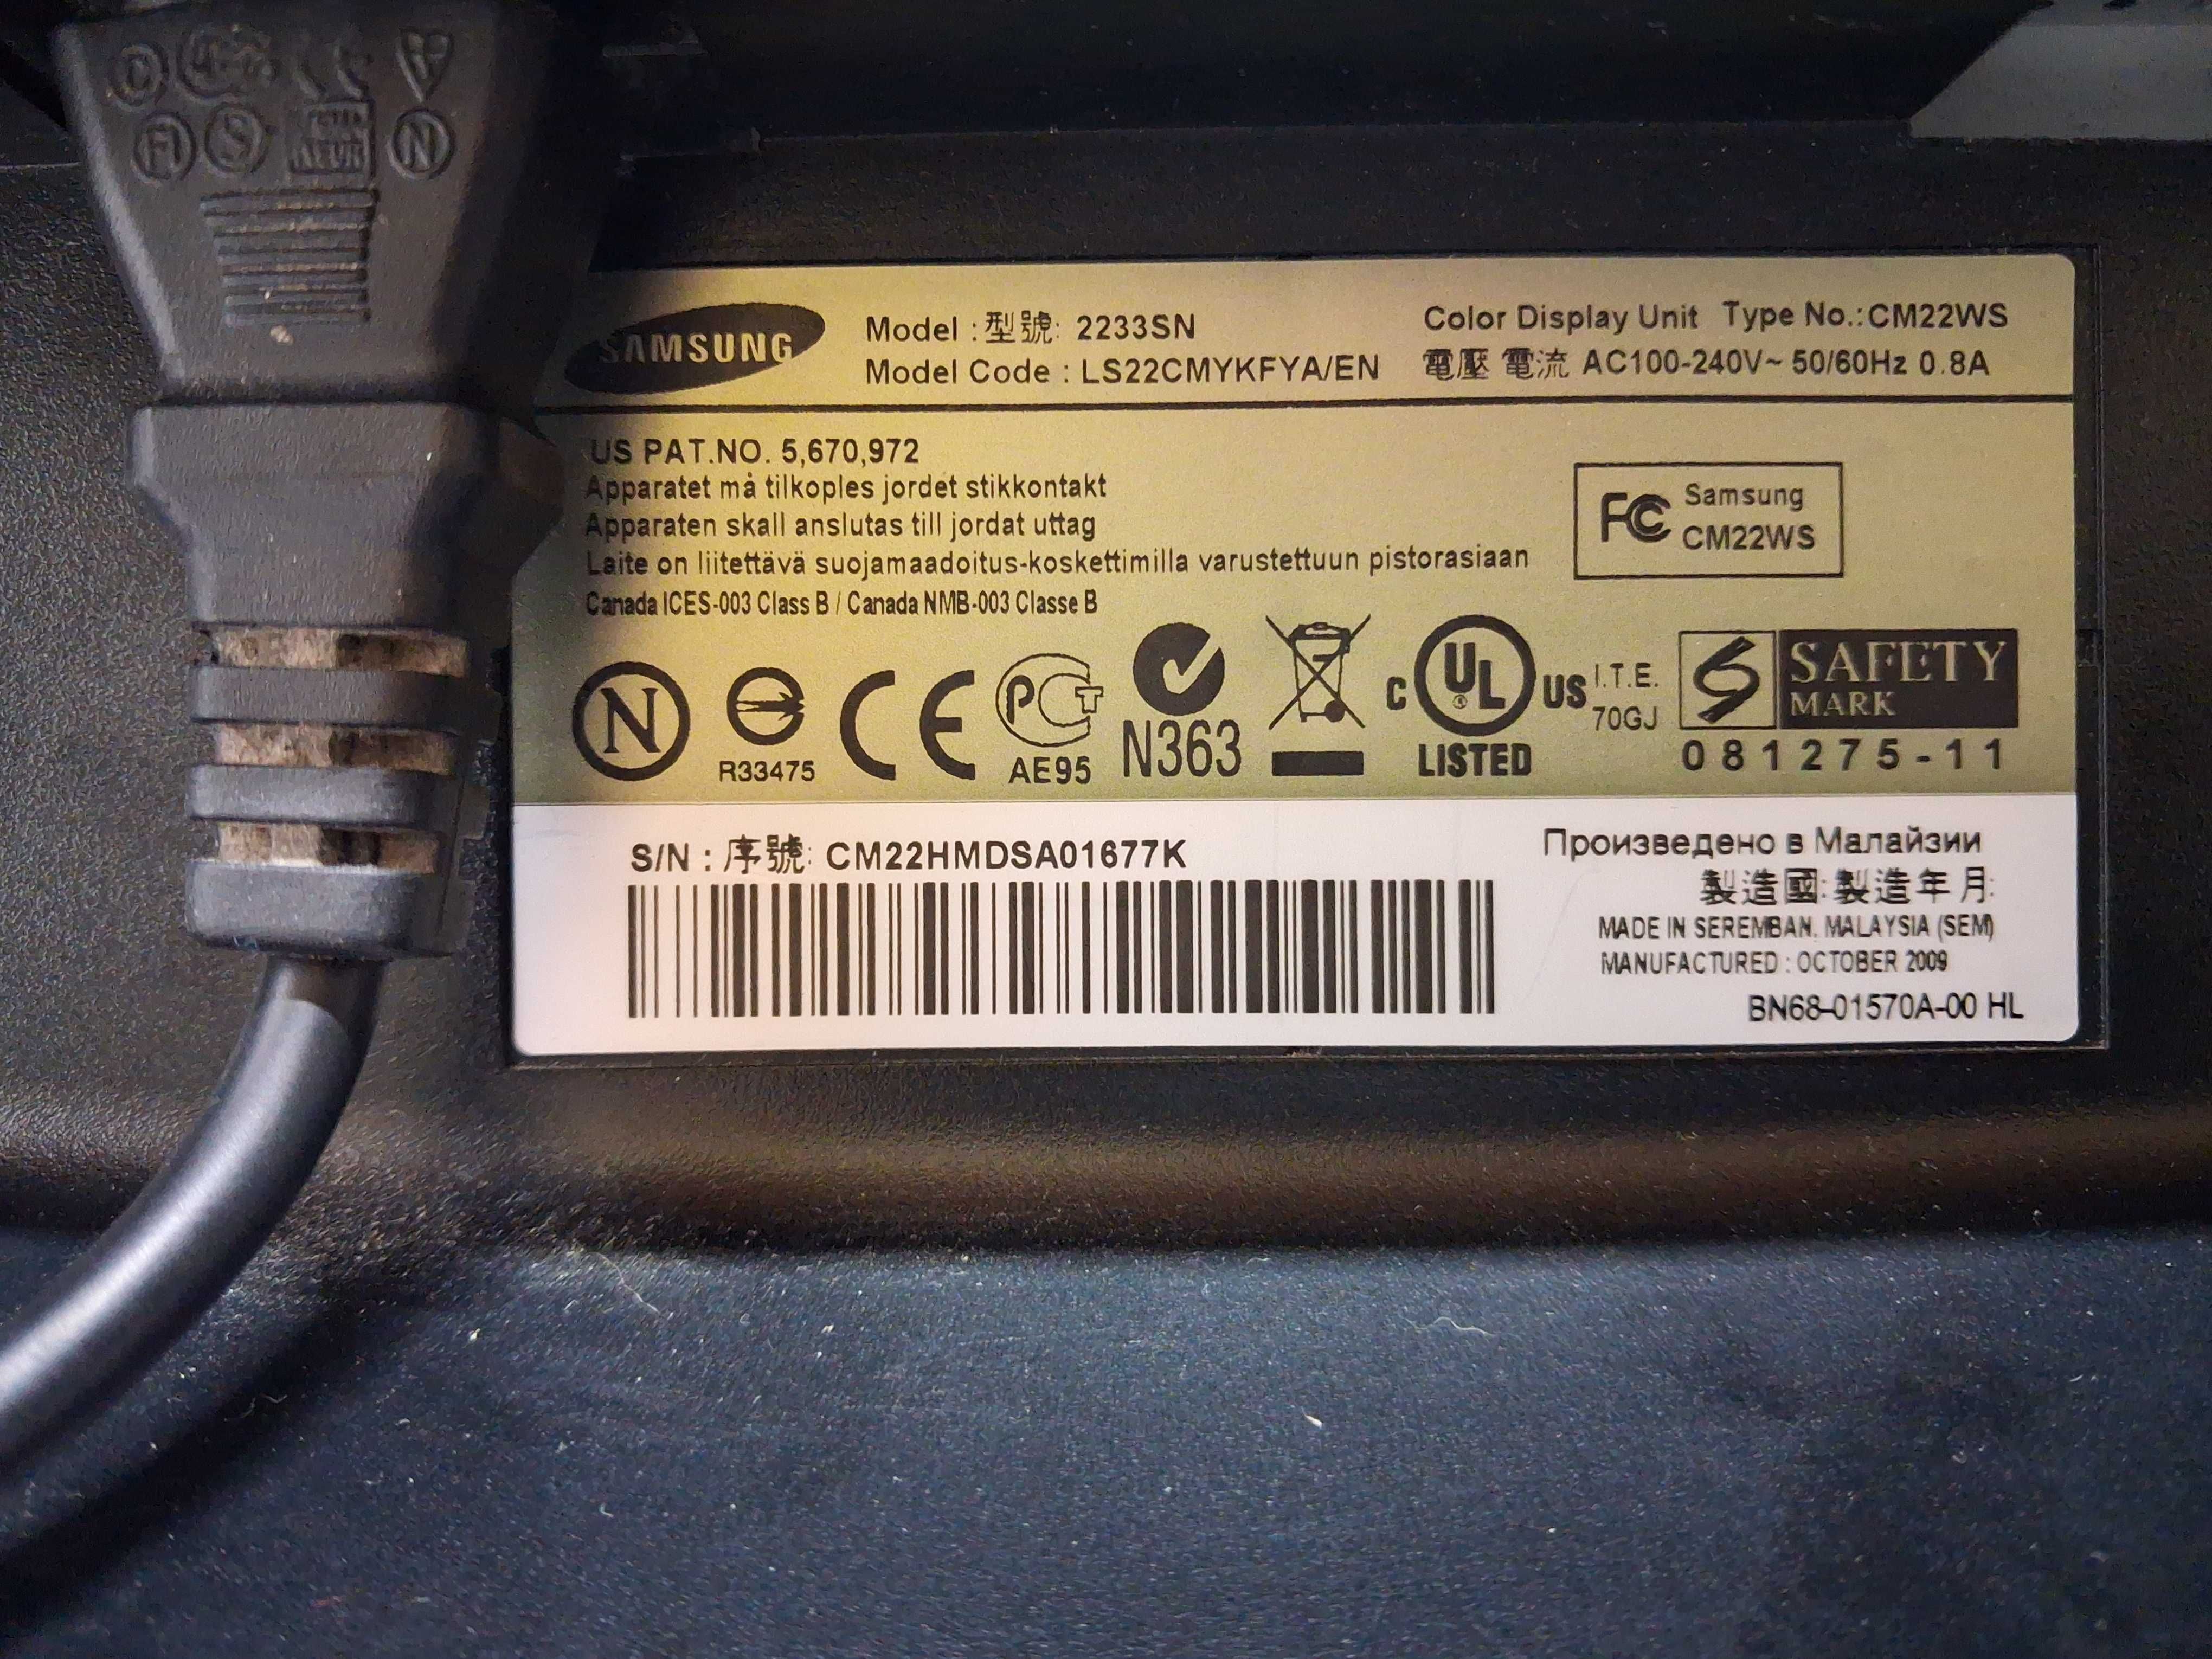 SAMSUNG
Model : 型號: 2233SN
Model Code : LS22CMYKFYA/EN
Color Display Unit Type No.:CM22WS
電壓 電流 AC100-240V~ 50/60Hz 0.8A
US PAT.NO. 5,670,972
Apparatet må tilkoples jordet stikkontakt
Apparaten skall anslutas till jordat uttag
Laite on liitettävä suojamaadoitus-koskettimilla varustettuun pistorasiaan
Canada ICES-003 Class B / Canada NMB-003 Classe B
FC Samsung
CM22WS
N
R33475
CE
PCT
AE95
N363
C UL US
®
LISTED
I.T.E.
70GJ
S SAFETY
MARK
081275-11
S/N : 序號: CM22HMDSA01677K
Произведено в Малайзии
製造國: 製造年月:
MADE IN SEREMBAN. MALAYSIA (SEM)
MANUFACTURED : OCTOBER 2009
BN68-01570A-00 HL
FI S N